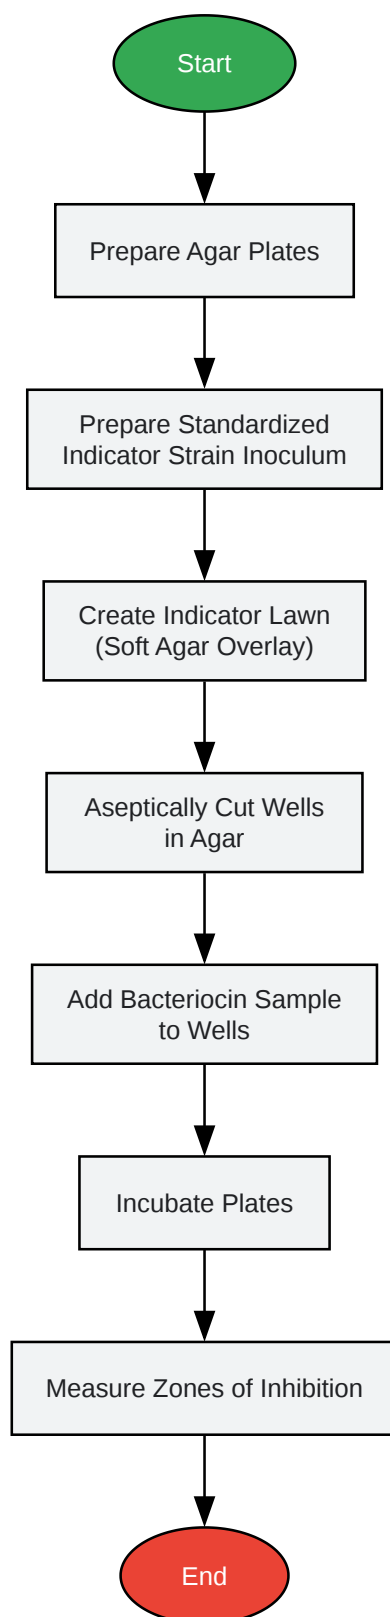 Start
Prepare Agar Plates
Prepare Standardized
Indicator Strain Inoculum
Create Indicator Lawn
(Soft Agar Overlay)
Aseptically Cut Wells
in Agar
Add Bacteriocin Sample
to Wells
Incubate Plates
Measure Zones of Inhibition
End